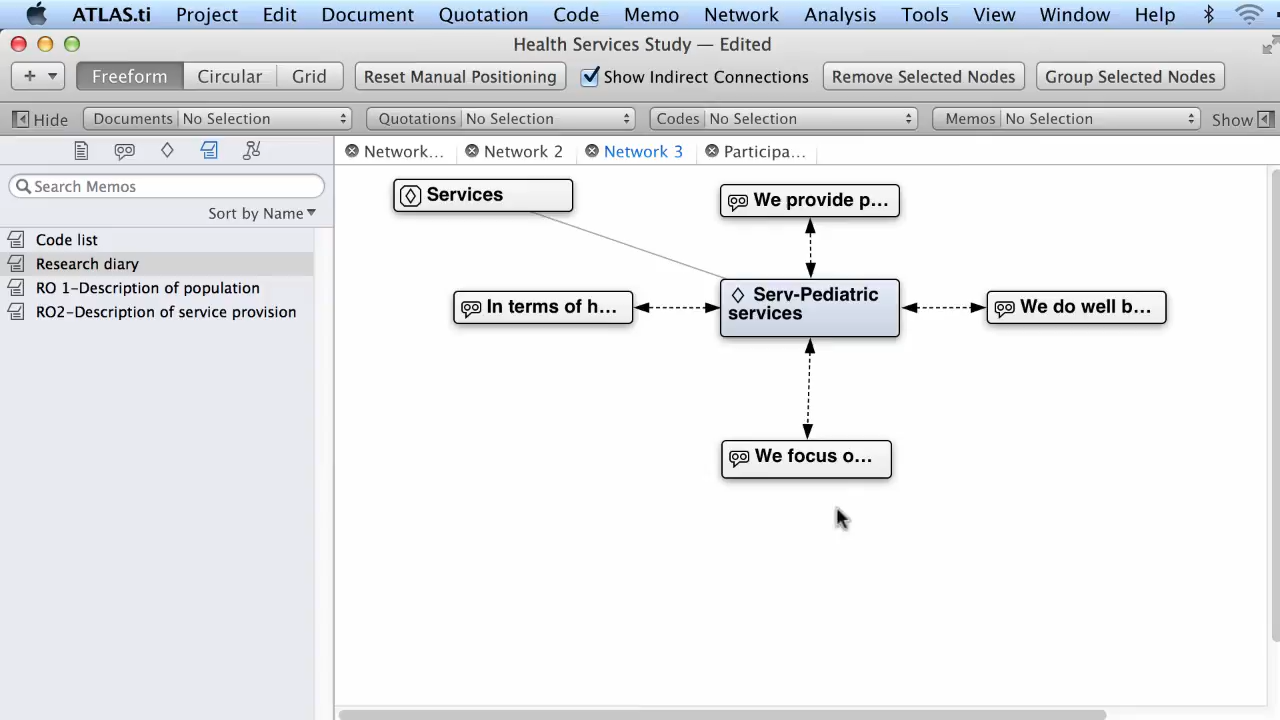 ATLAS.ti Project Edit Document Quotation Code Memo Network Analysis Tools View Window Help
Health Services Study — Edited
+ Freeform Circular Grid Reset Manual Positioning Show Indirect Connections Remove Selected Nodes Group Selected Nodes
Hide Documents No Selection Quotations No Selection Codes No Selection Memos No Selection Show
Network... Network 2 Network 3 Participa...
Search Memos
Sort by Name
Code list
Research diary
RO 1-Description of population
RO2-Description of service provision
Services
We provide p...
In terms of h...
Serv-Pediatric
services
We do well b...
We focus o...